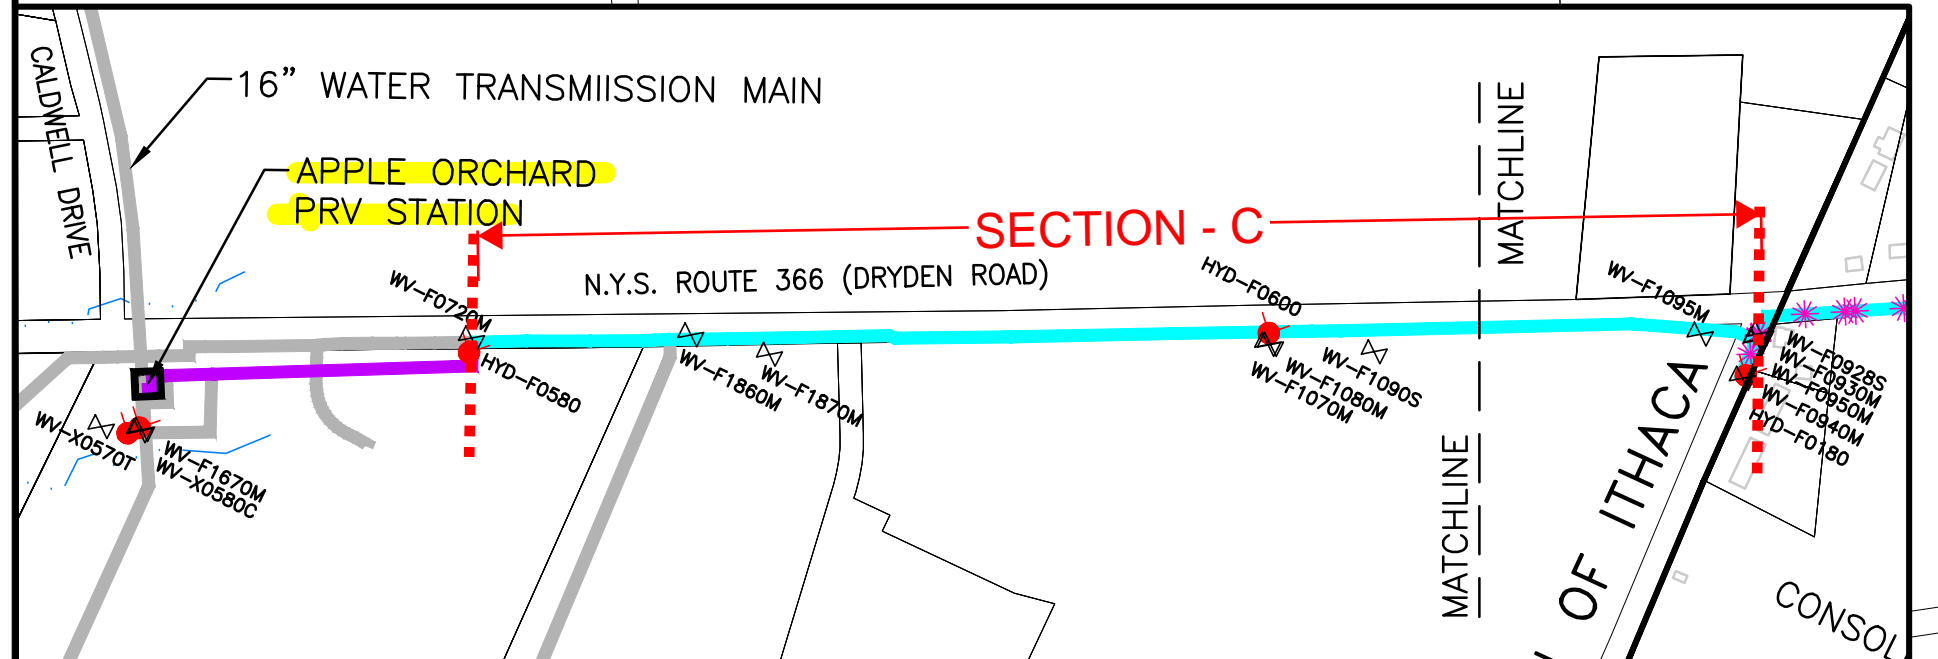 CALDWELL DRIVE
16” WATER TRANSMIISSION MAIN
APPLE ORCHARD
PRV STATION
SECTION - C
MATCHLINE
N.Y.S. ROUTE 366 (DRYDEN ROAD)
WV-F0720M
HYD-F0580
WV-F1860M
WV-F1870M
HYD-F0600
WV-F1090S
WV-F1080M
WV-F1070M
WV-F1095M
WV-F0928S
WV-F0930M
WV-F0950M
WV-F0940M
HYD-F0180
WV-X0570T
WV-F1670M
WV-X0580C
MATCHLINE
OF ITHACA
CONSOL